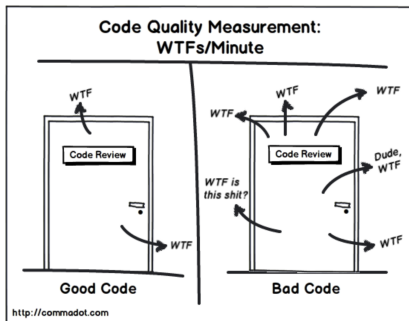 Code Quality Measurement:
WTFs/Minute
WTF
Code Review
WTF
Good Code
WTF
WTF
WTF
Code Review
Dude,
WTF
WTF is
this shit?
WTF
Bad Code
http://commadot.com